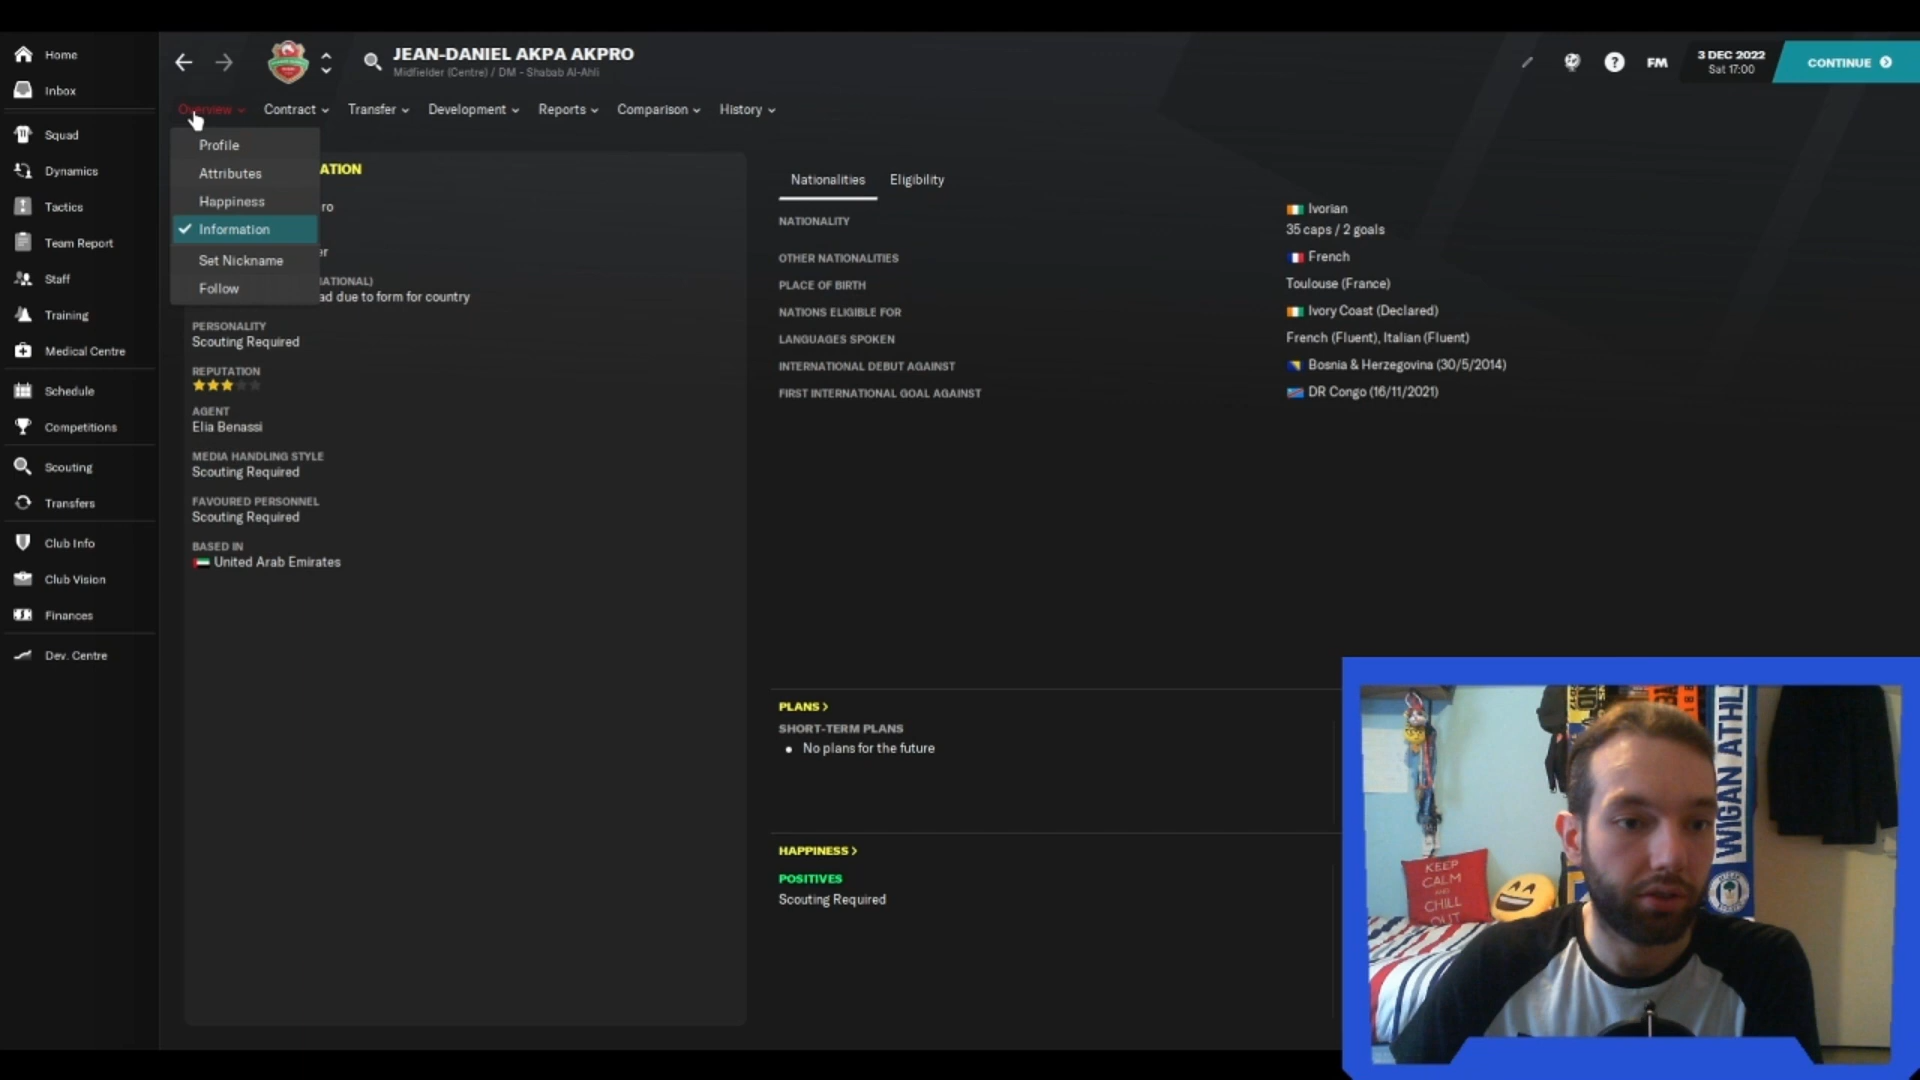 Home
Inbox
Squad
Dynamics
Tactics
Team Report
Staff
Training
Medical Centre
Schedule
Competitions
Scouting
Transfers
Club Info
Club Vision
Finances
Dev. Centre
JEAN-DANIEL AKPA AKPRO
Midfielder (Centre) / DM - Shabab Al-Ahli
FM
3 DEC 2022
Sat 17:00
CONTINUE
Overview
Contract
Transfer
Development
Reports
Comparison
History
Profile
Attributes
Happiness
Information
Set Nickname
Follow
ATION
ro
er
ATIONAL)
ad due to form for country
PERSONALITY
Scouting Required
REPUTATION
AGENT
Elia Benassi
MEDIA HANDLING STYLE
Scouting Required
FAVOURED PERSONNEL
Scouting Required
BASED IN
United Arab Emirates
Nationalities Eligibility
NATIONALITY
Ivorian
35 caps / 2 goals
OTHER NATIONALITIES
French
PLACE OF BIRTH
Toulouse (France)
NATIONS ELIGIBLE FOR
Ivory Coast (Declared)
LANGUAGES SPOKEN
French (Fluent), Italian (Fluent)
INTERNATIONAL DEBUT AGAINST
Bosnia & Herzegovina (30/5/2014)
FIRST INTERNATIONAL GOAL AGAINST
DR Congo (16/11/2021)
PLANS >
SHORT-TERM PLANS
• No plans for the future
HAPPINESS >
POSITIVES
Scouting Required
KEEP
CALM
AND
CHILL
OUT
WIGAN ATHL